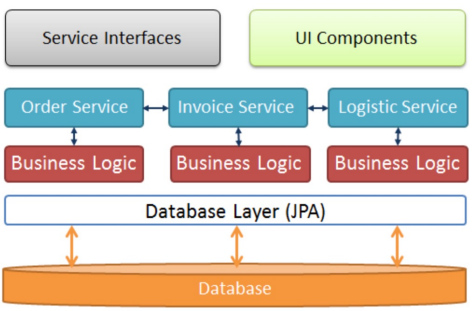 Service Interfaces
UI Components
Order Service
Invoice Service
Logistic Service
Business Logic
Business Logic
Business Logic
Database Layer (JPA)
Database